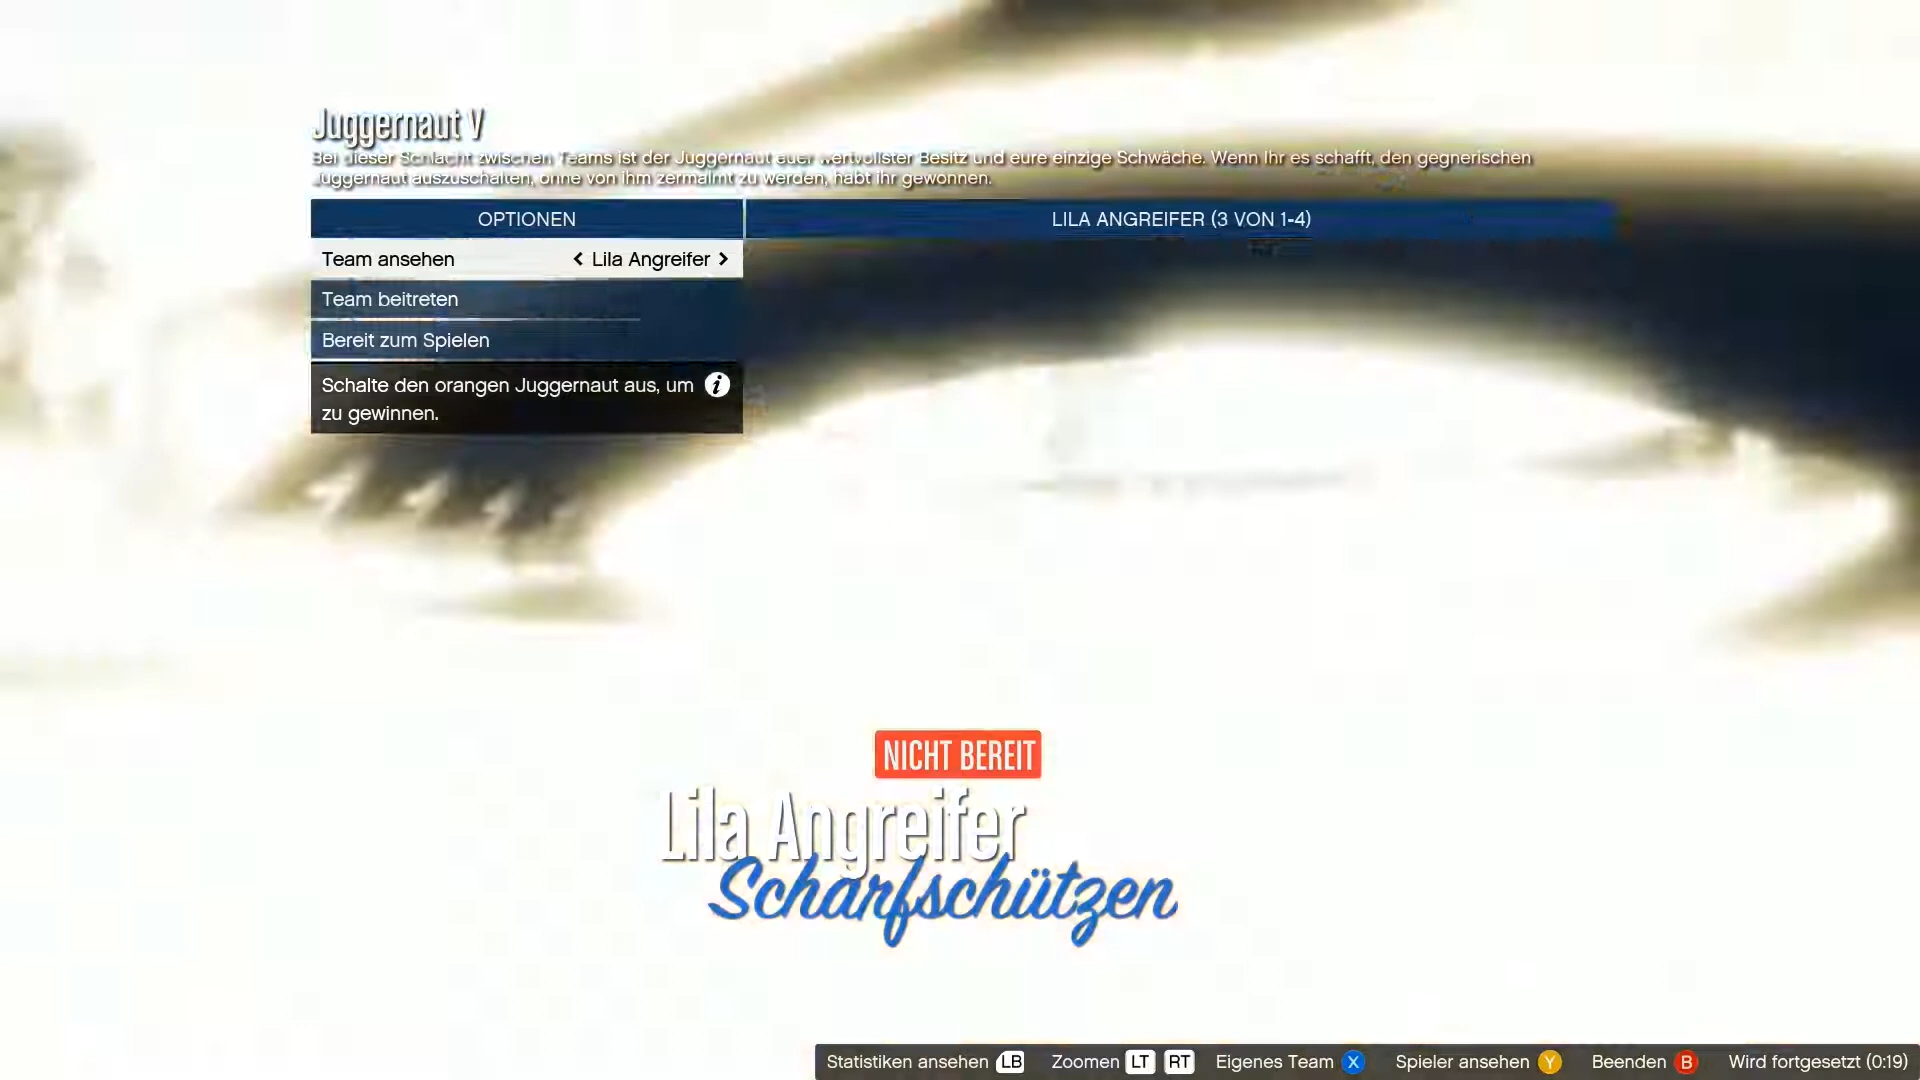 Juggernaut V
Bei dieser Schlacht zwischen Teams ist der Juggernaut euer wertvollster Besitz und eure einzige Schwäche. Wenn Ihr es schafft, den gegnerischen
Juggernaut auszuschalten, ohne von ihm zermalmt zu werden, habt ihr gewonnen.
OPTIONEN
LILA ANGREIFER (3 VON 1-4)
Team ansehen
Lila Angreifer
Team beitreten
Bereit zum Spielen
Schalte den orangen Juggernaut aus, um
zu gewinnen.
NICHT BEREIT
Lila Angreifer
Scharfschützen
Statistiken ansehen LB Zoomen LT RT Eigenes Team X Spieler ansehen Y Beenden B Wird fortgesetzt (0:19)